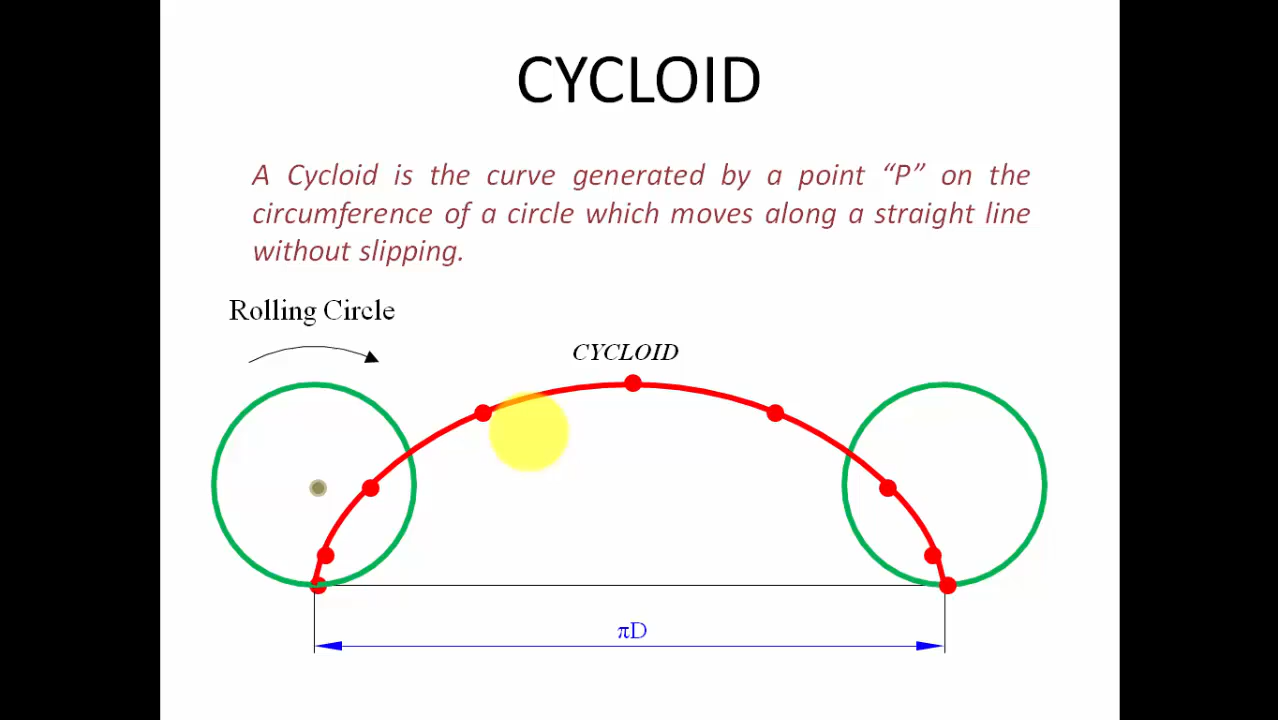 CYCLOID
A Cycloid is the curve generated by a point “P” on the
circumference of a circle which moves along a straight line
without slipping.
Rolling Circle
CYCLOID
πD